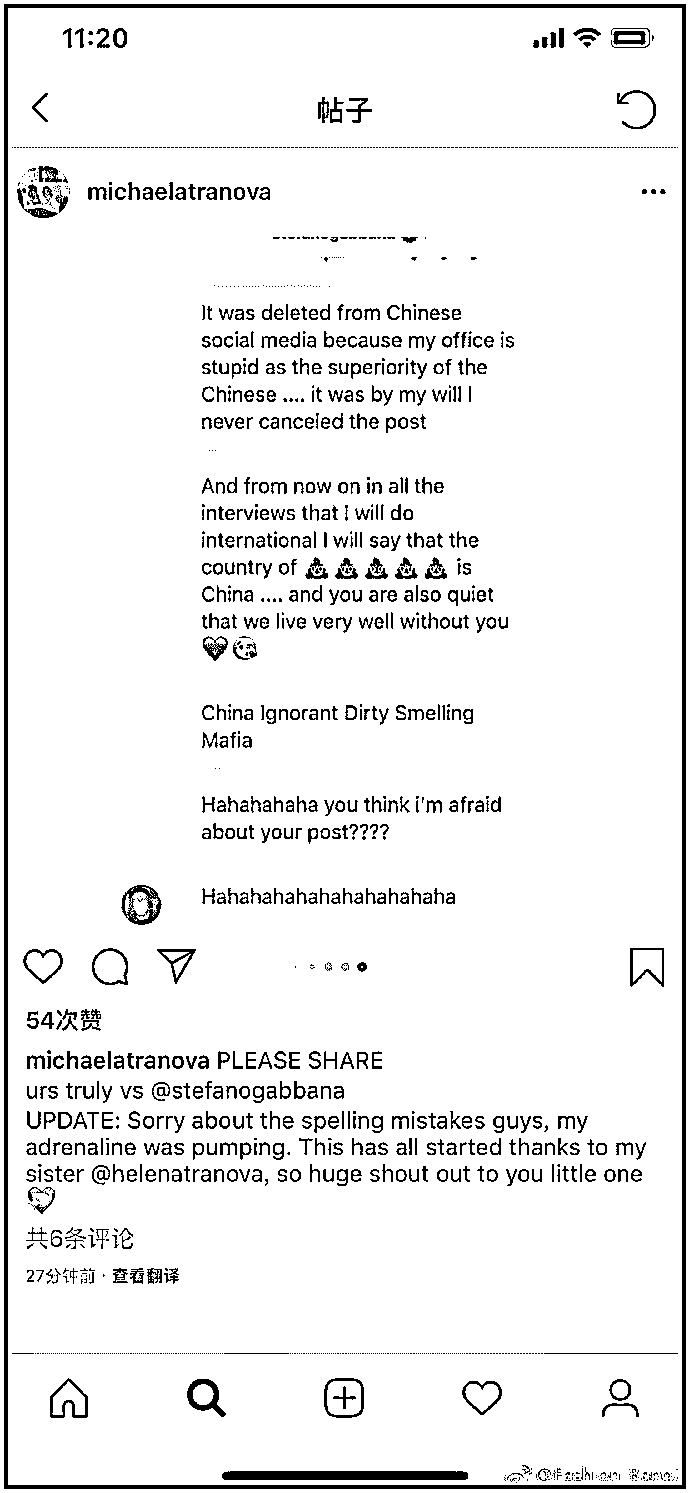 11:20
帖子
michaelatranova
It was deleted from Chinese
social media because my office is
stupid as the superiority of the
Chinese .... it was by my will I
never canceled the post
And from now on in all the
interviews that I will do
international I will say that the
country of 💩💩💩💩💩 is
China .... and you are also quiet
that we live very well without you
❤️😘
China Ignorant Dirty Smelling
Mafia
Hahahahaha you think i'm afraid
about your post????
Hahahahahahahahahaha
54次赞
michaelatranova PLEASE SHARE
urs truly vs @stefanogabbana
UPDATE: Sorry about the spelling mistakes guys, my
adrenaline was pumping. This has all started thanks to my
sister @helenatranova, so huge shout out to you little one
共6条评论
27分钟前 · 查看翻译